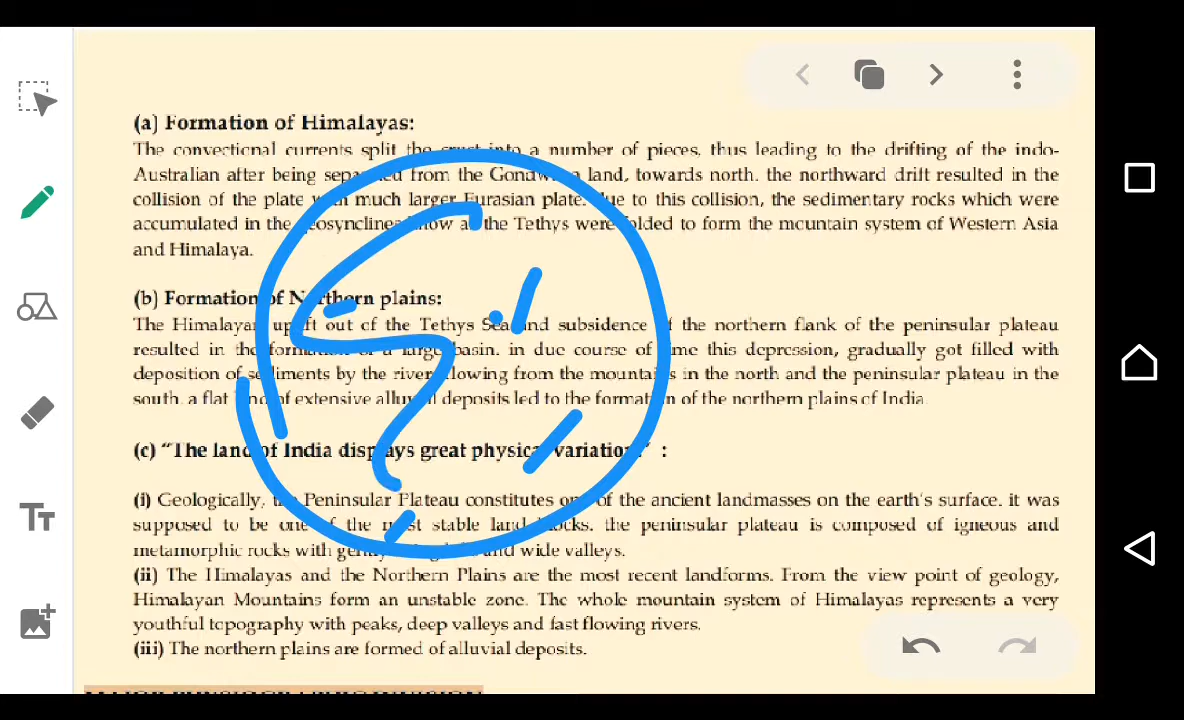 (a) Formation of Himalayas:
The convectional currents split the crust into a number of pieces, thus leading to the drifting of the indo-
Australian after being separated from the Gondwana land, towards north. the northward drift resulted in the
collision of the plate with much larger Eurasian plate. due to this collision, the sedimentary rocks which were
accumulated in the geosynclines know as the Tethys were folded to form the mountain system of Western Asia
and Himalaya.
(b) Formation of Northern plains:
The Himalayan uplift out of the Tethys Sea and subsidence of the northern flank of the peninsular plateau
resulted in the formation of a large basin. in due course of time this depression, gradually got filled with
deposition of sediments by the rivers flowing from the mountains in the north and the peninsular plateau in the
south. a flat land of extensive alluvial deposits led to the formation of the northern plains of India
(c) "The land of India displays great physical variation" :
(i) Geologically, the Peninsular Plateau constitutes one of the ancient landmasses on the earth's surface. it was
supposed to be one of the most stable land blocks. the peninsular plateau is composed of igneous and
metamorphic rocks with gently and wide valleys.
(ii) The Himalayas and the Northern Plains are the most recent landforms. From the view point of geology,
Himalayan Mountains form an unstable zone. The whole mountain system of Himalayas represents a very
youthful topography with peaks, deep valleys and fast flowing rivers.
(iii) The northern plains are formed of alluvial deposits.
Tт